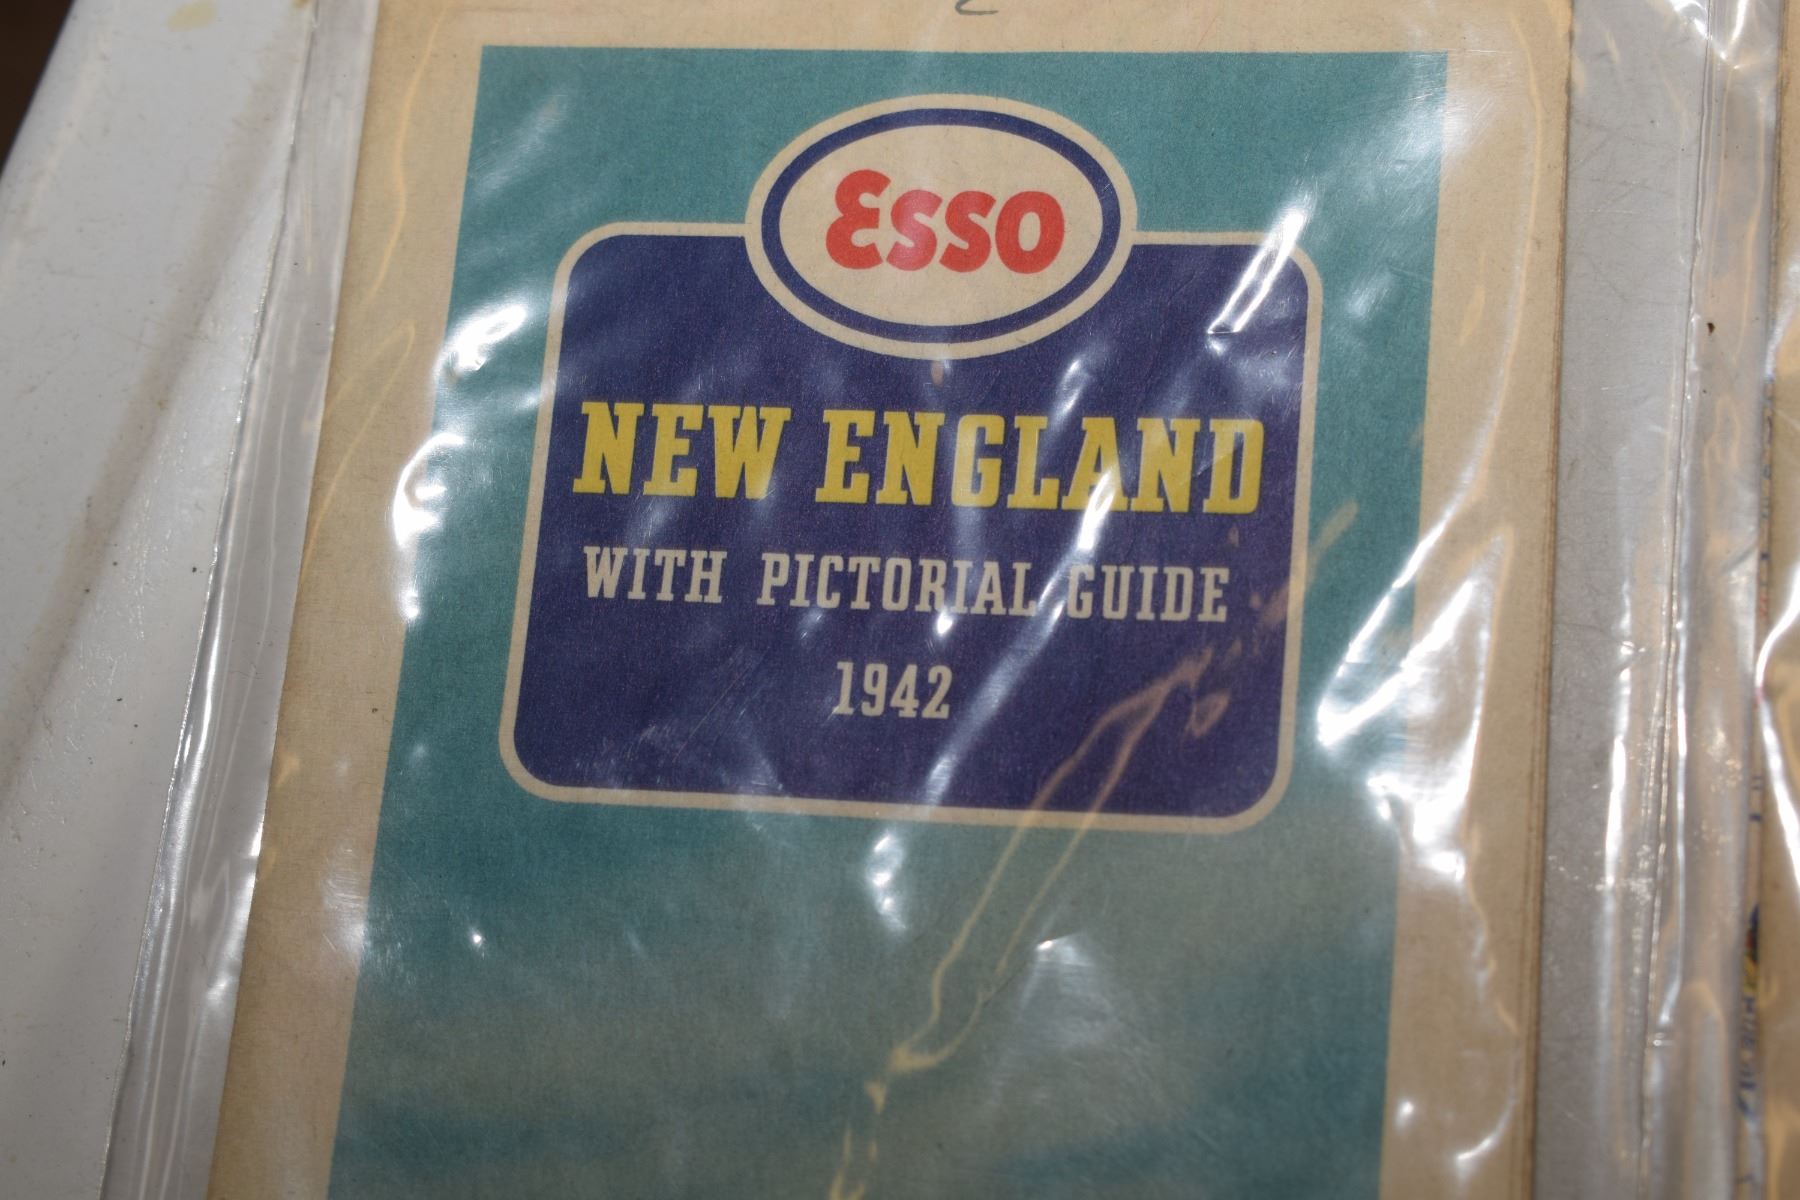 Esso
NEW ENGLAND
WITH PICTORIAL GUIDE
1942